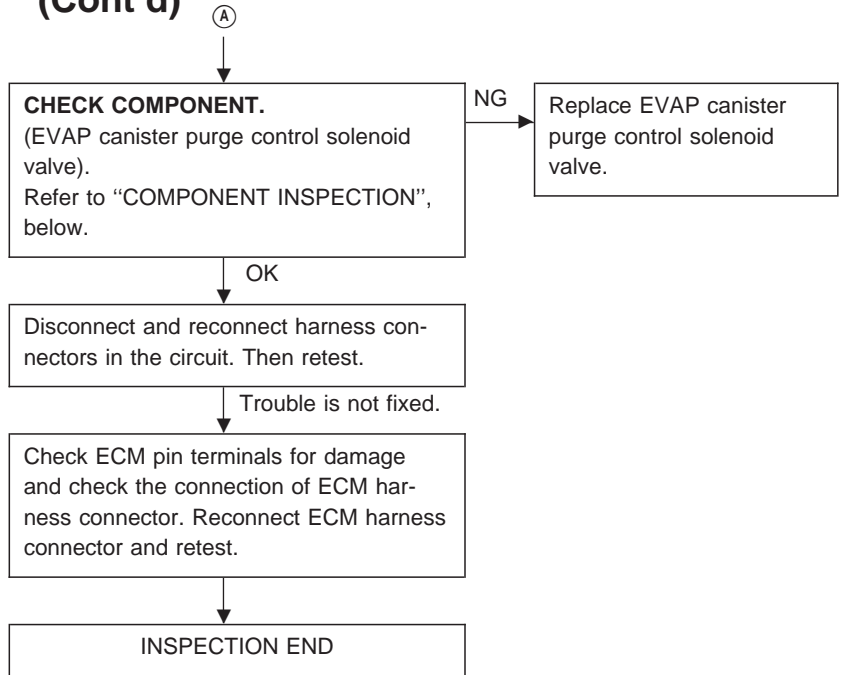 (Cont'd)
A
CHECK COMPONENT.
(EVAP canister purge control solenoid
valve).
Refer to ‘‘COMPONENT INSPECTION’’,
below.
NG
Replace EVAP canister
purge control solenoid
valve.
OK
Disconnect and reconnect harness con-
nectors in the circuit. Then retest.
Trouble is not fixed.
Check ECM pin terminals for damage
and check the connection of ECM har-
ness connector. Reconnect ECM harness
connector and retest.
INSPECTION END